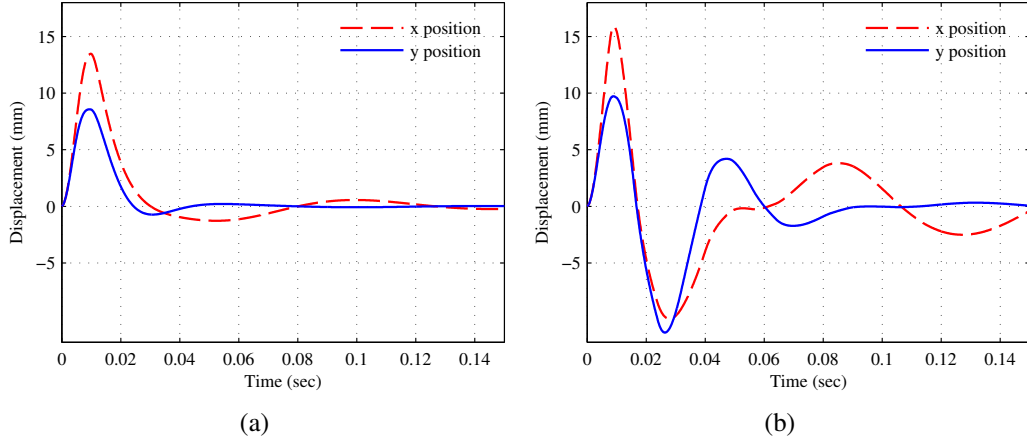 x position
y position
15
10
5
0
−5
Displacement (mm)
0 0.02 0.04 0.06 0.08 0.1 0.12 0.14
Time (sec)
(a)
x position
y position
15
10
5
0
−5
Displacement (mm)
0 0.02 0.04 0.06 0.08 0.1 0.12 0.14
Time (sec)
(b)